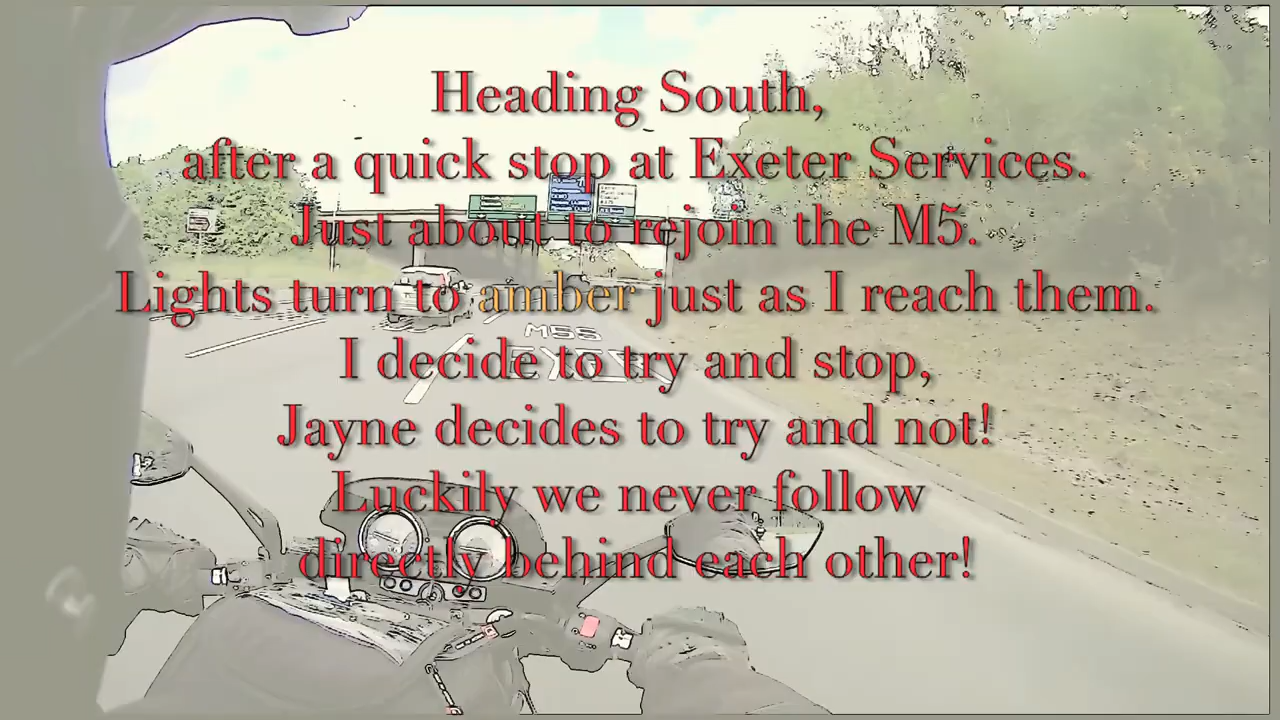 Heading South,
after a quick stop at Exeter Services.
Just about to rejoin the M5.
Lights turn to amber just as I reach them.
I decide to try and stop,
Jayne decides to try and not!
Luckily we never follow
directly behind each other!